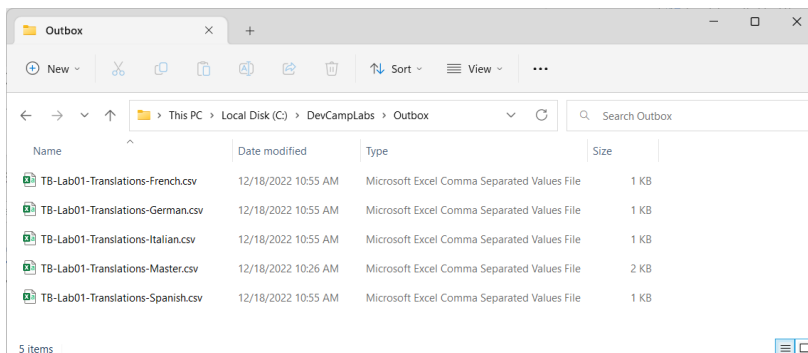 Outbox
New Sort View
This PC > Local Disk (C:) > DevCampLabs > Outbox Search Outbox
Name Date modified Type Size
TB-Lab01-Translations-French.csv 12/18/2022 10:55 AM Microsoft Excel Comma Separated Values File 1 KB
TB-Lab01-Translations-German.csv 12/18/2022 10:55 AM Microsoft Excel Comma Separated Values File 1 KB
TB-Lab01-Translations-Italian.csv 12/18/2022 10:55 AM Microsoft Excel Comma Separated Values File 1 KB
TB-Lab01-Translations-Master.csv 12/18/2022 10:26 AM Microsoft Excel Comma Separated Values File 2 KB
TB-Lab01-Translations-Spanish.csv 12/18/2022 10:55 AM Microsoft Excel Comma Separated Values File 1 KB
5 items